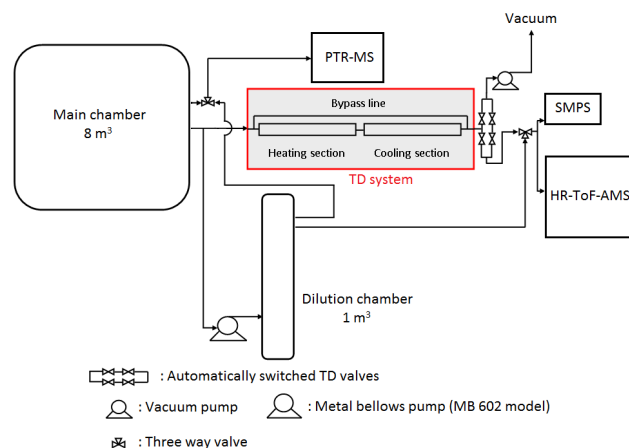 Vacuum
PTR-MS
Main chamber
8 m³
Bypass line
SMPS
Heating section
Cooling section
TD system
HR-ToF-AMS
Dilution chamber
1 m³
: Automatically switched TD valves
: Vacuum pump
: Metal bellows pump (MB 602 model)
: Three way valve